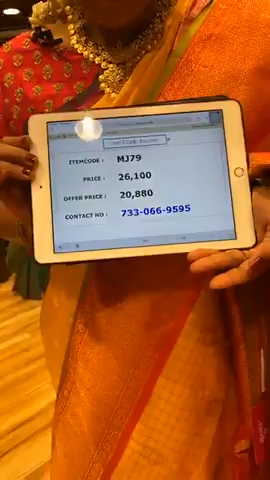 ITEMCODE : MJ79
PRICE : 26,100
OFFER PRICE : 20,880
CONTACT NO : 733-066-9595